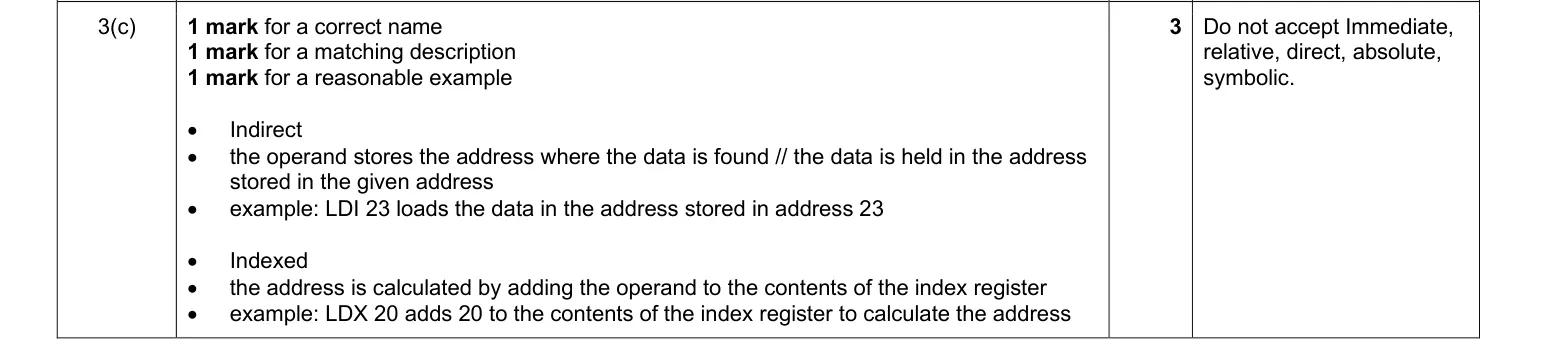 3(c)
1 mark for a correct name
1 mark for a matching description
1 mark for a reasonable example
• Indirect
• the operand stores the address where the data is found // the data is held in the address
stored in the given address
• example: LDI 23 loads the data in the address stored in address 23
• Indexed
• the address is calculated by adding the operand to the contents of the index register
• example: LDX 20 adds 20 to the contents of the index register to calculate the address
3
Do not accept Immediate,
relative, direct, absolute,
symbolic.